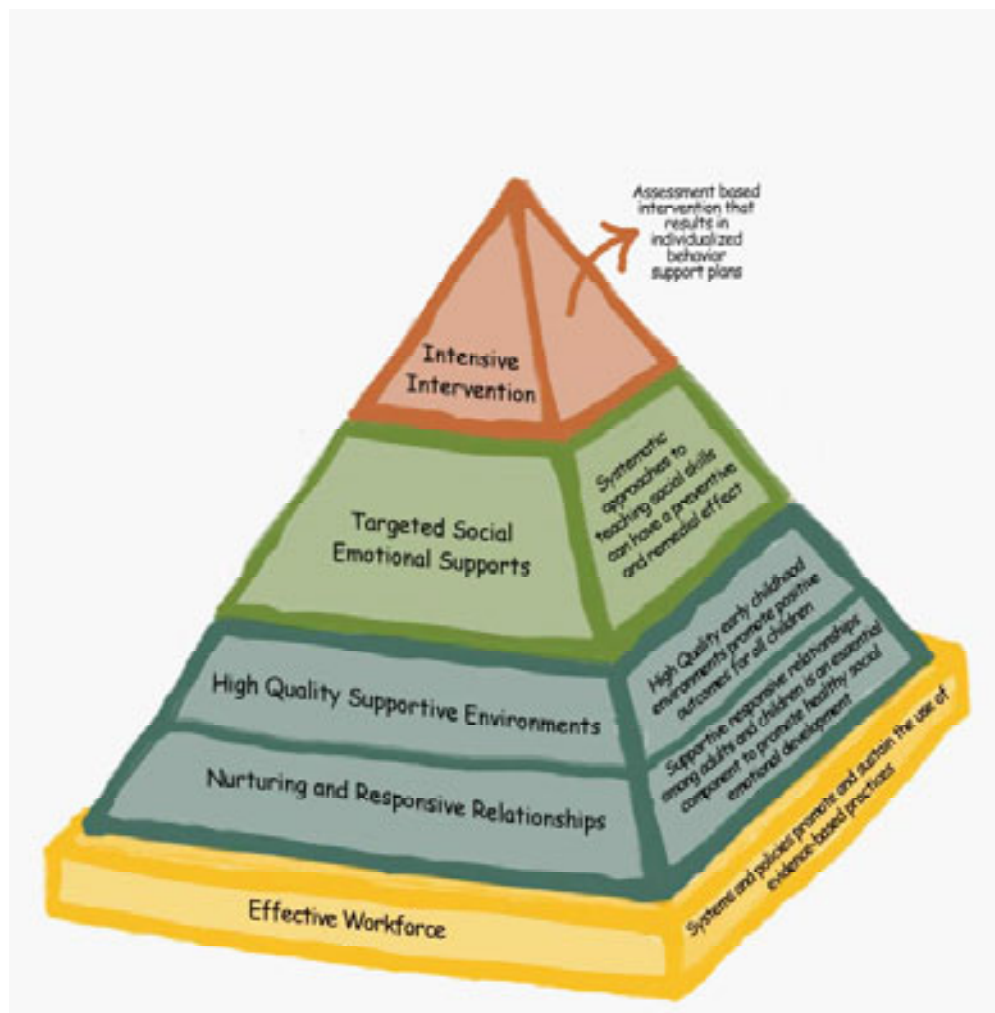 Assessment based
intervention that
results in
individualized
behavior
support plans
Intensive
Intervention
Systematic
approaches to
teaching social skills
can have a preventive
and remedial effect
Targeted Social
Emotional Supports
High Quality early childhood
environments promote positive
outcomes for all children
High Quality Supportive Environments
Supportive responsive relationships
among adults and children is an essential
component to promote healthy social
emotional development
Nurturing and Responsive Relationships
Systems and policies promote and sustain the use of
evidence-based practices
Effective Workforce